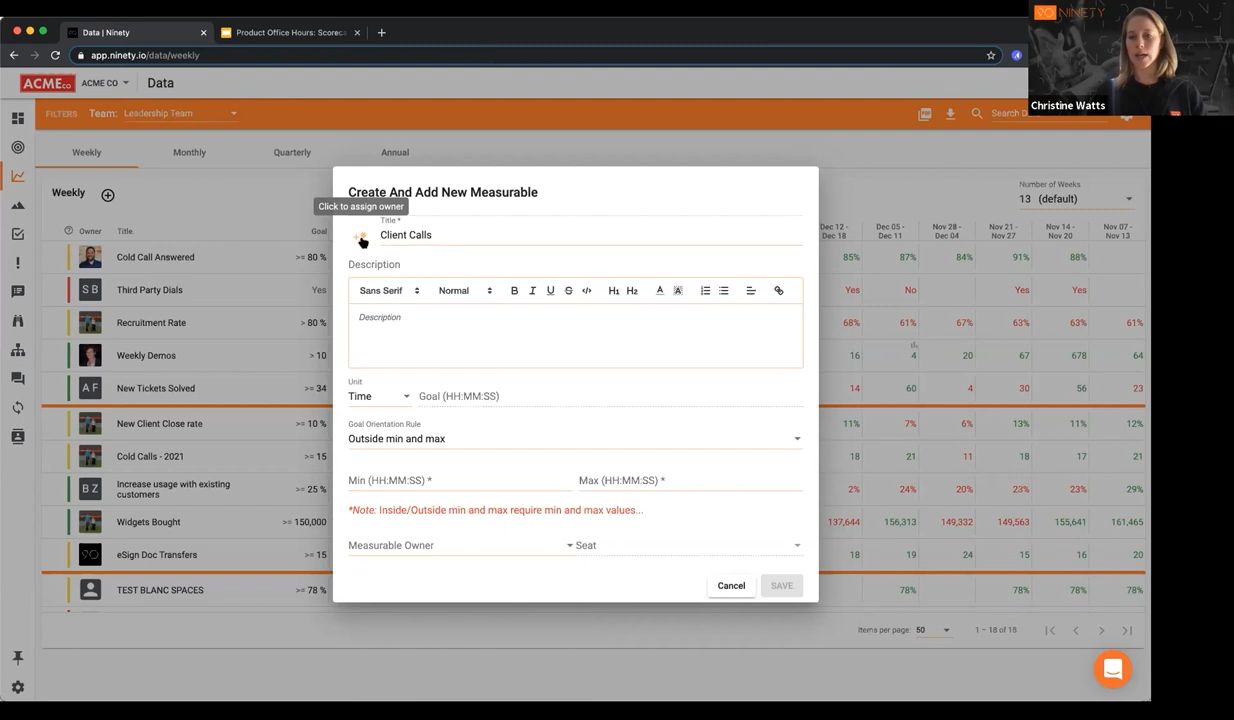 Data | Ninety
Product Office Hours: Scorec
app.ninety.io/data/weekly
NINETY
Christine Watts
ACME CO
ACME CO
Data
FILTERS
Team: Leadership Team
PDF
Search D
Weekly
Monthly
Quarterly
Annual
Weekly
Number of Weeks
13 (default)
Owner
Title
Goal
Dec 12 - Dec 18
Dec 05 - Dec 11
Nov 28 - Dec 04
Nov 21 - Nov 27
Nov 14 - Nov 20
Nov 07 - Nov 13
Cold Call Answered >= 80 % 85% 87% 84% 91% 88%
S B Third Party Dials Yes Yes No Yes Yes
Recruitment Rate > 80 % 68% 61% 67% 63% 63% 61%
Weekly Demos > 10 16 4 20 67 678 64
A F New Tickets Solved >= 34 14 60 4 30 56 23
New Client Close rate >= 10 % 11% 7% 6% 13% 11% 12%
Cold Calls - 2021 >= 15 18 21 11 18 17 21
B Z Increase usage with existing customers >= 25 % 2% 24% 20% 23% 23% 29%
Widgets Bought >= 150,000 137,644 156,313 149,332 149,563 155,641 161,465
90 eSign Doc Transfers >= 15 18 19 24 15 16 20
TEST BLANC SPACES >= 78 % 78% 78% 78% 78%
Items per page: 50
1 – 18 of 18
Create And Add New Measurable
Click to assign owner
Title *
Client Calls
Description
Sans Serif Normal B I U S </> H1 H2 A A
Description
Unit
Time
Goal (HH:MM:SS)
Goal Orientation Rule
Outside min and max
Min (HH:MM:SS) *
Max (HH:MM:SS) *
*Note: Inside/Outside min and max require min and max values...
Measurable Owner
Seat
Cancel
SAVE